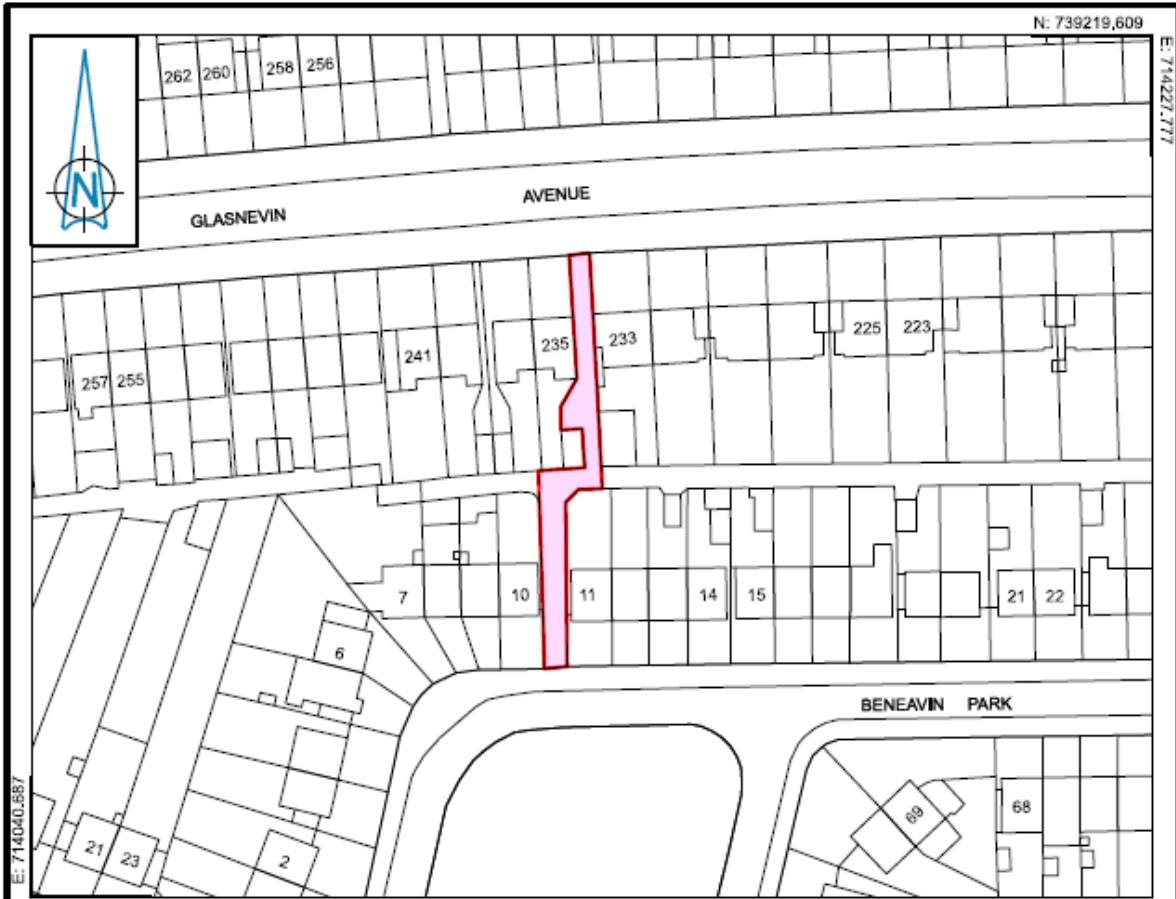 N: 739219,609
E: 714227.777
262 260 258 256
N
GLASNEVIN AVENUE
257 255 241 235 233 225 223
7 10 11 14 15 21 22
6
BENEAVIN PARK
E: 714040.687
21 23 2 69 68